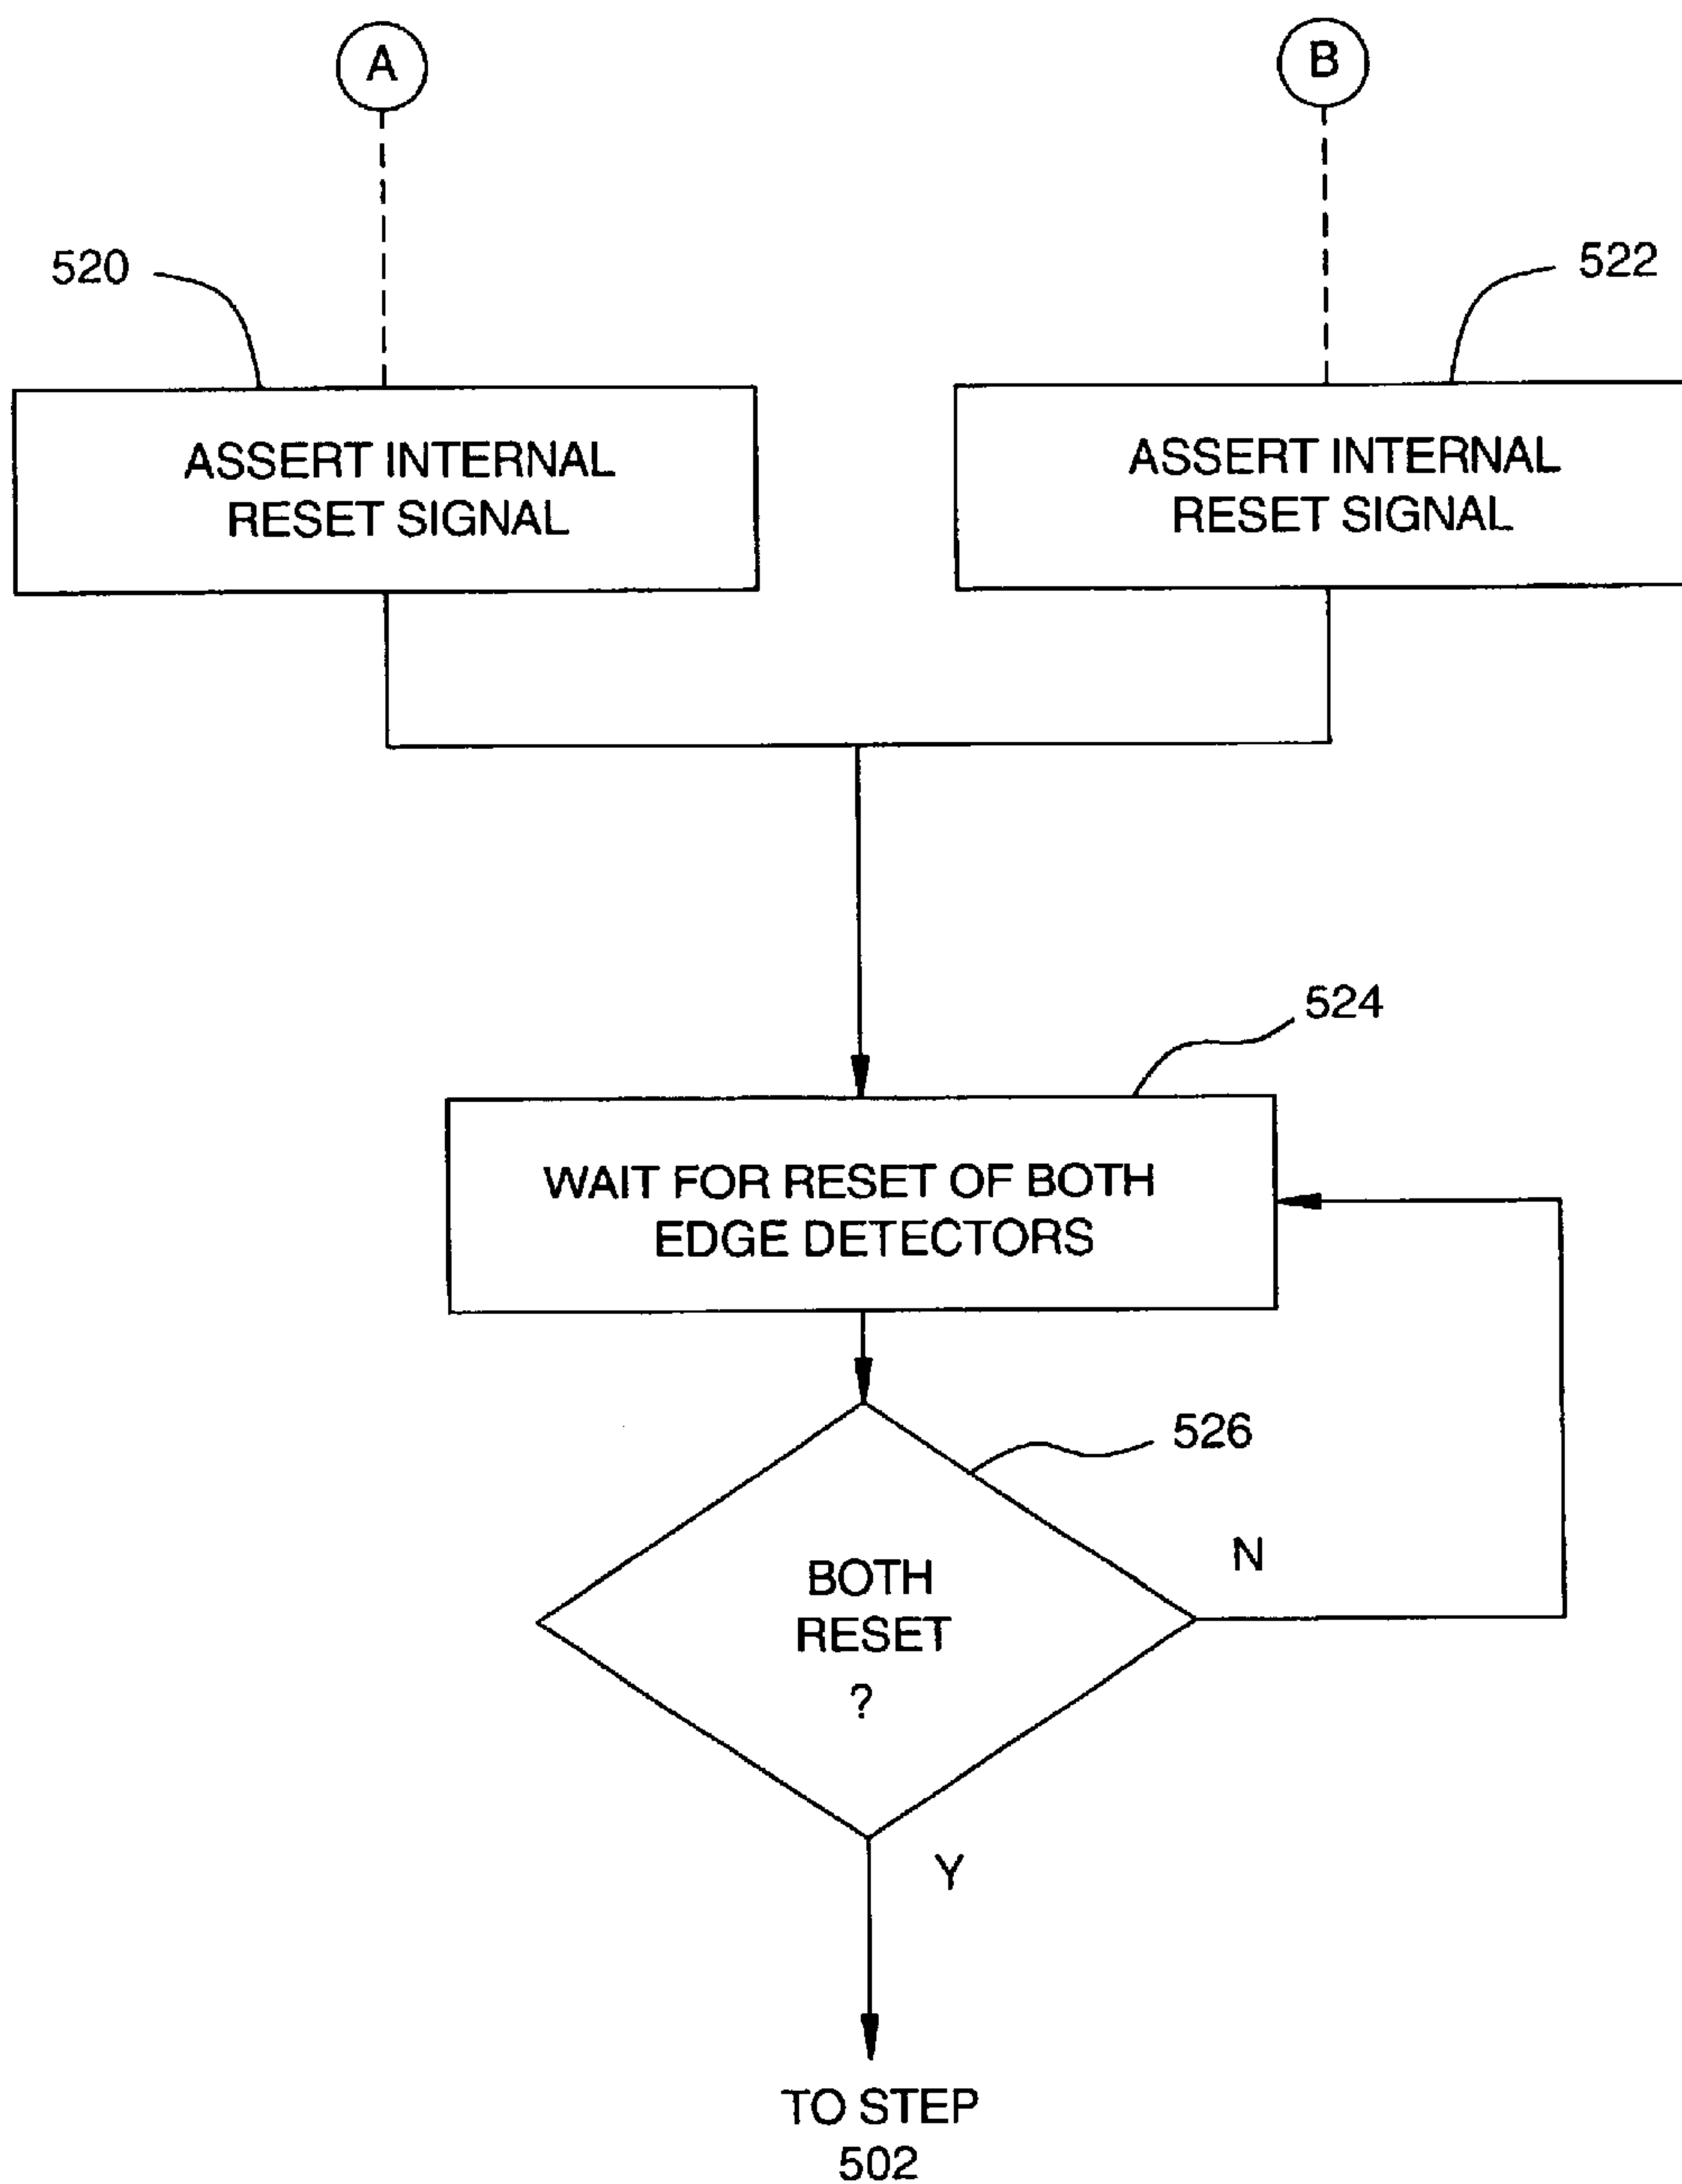 A
B
520
522
ASSERT INTERNAL
RESET SIGNAL
ASSERT INTERNAL
RESET SIGNAL
524
WAIT FOR RESET OF BOTH
EDGE DETECTORS
526
N
BOTH
RESET
?
Y
TO STEP
502